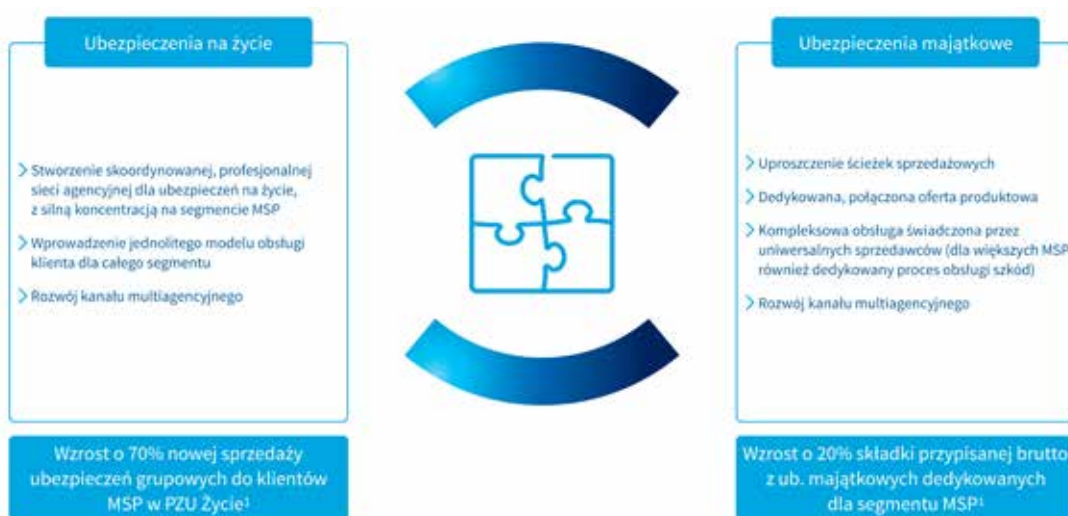 Ubezpieczenia na życie
Stworzenie skoordynowanej, profesjonalnej
sieci agencyjnej dla ubezpieczeń na życie,
z silną koncentracją na segmencie MSP
Wprowadzenie jednolitego modelu obsługi
klienta dla całego segmentu
Rozwój kanału multiagencyjnego
Wzrost o 70% nowej sprzedaży
ubezpieczeń grupowych do klientów
MSP w PZU Życie¹
Ubezpieczenia majątkowe
Uproszczenie ścieżek sprzedażowych
Dedykowana, połączona oferta produktowa
Kompleksowa obsługa świadczona przez
uniwersalnych sprzedawców (dla większych MSP
również dedykowany proces obsługi szkód)
Rozwój kanału multiagencyjnego
Wzrost o 20% składki przypisanej brutto
z ub. majątkowych dedykowanych
dla segmentu MSP¹